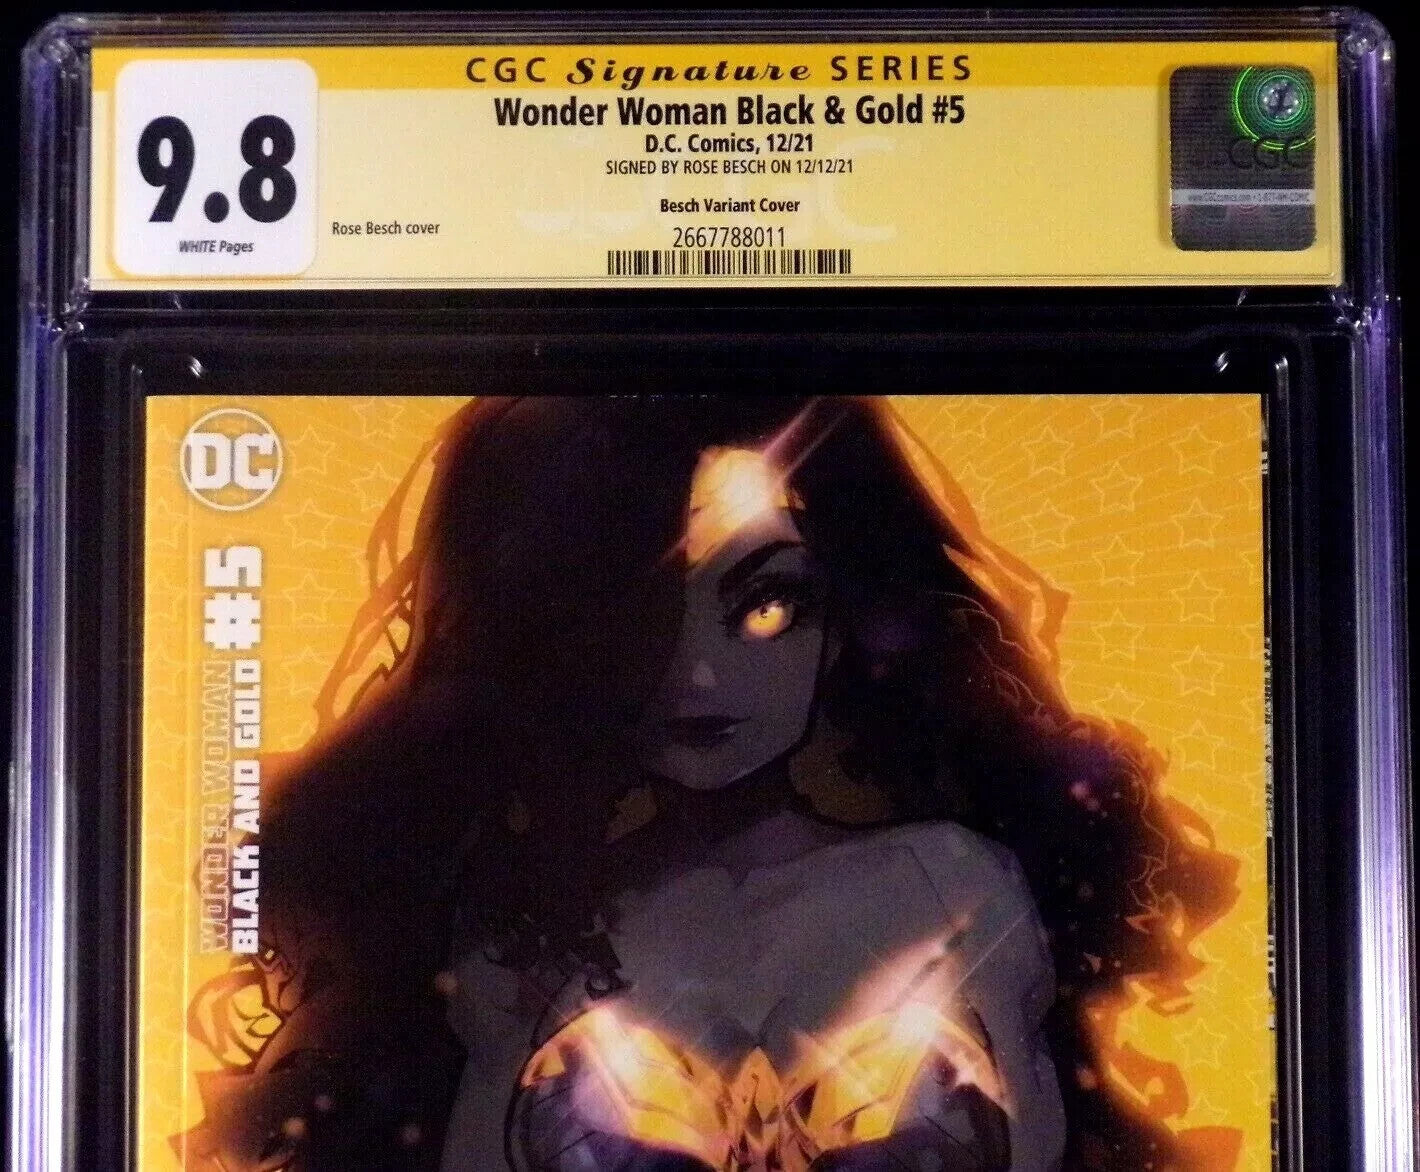 CGC Signature SERIES
Wonder Woman Black & Gold #5
D.C. Comics, 12/21
SIGNED BY ROSE BESCH ON 12/12/21
Besch Variant Cover
2667788011
9.8
WHITE Pages
Rose Besch cover
CGC
DC
WONDER WOMAN
BLACK AND GOLD #5